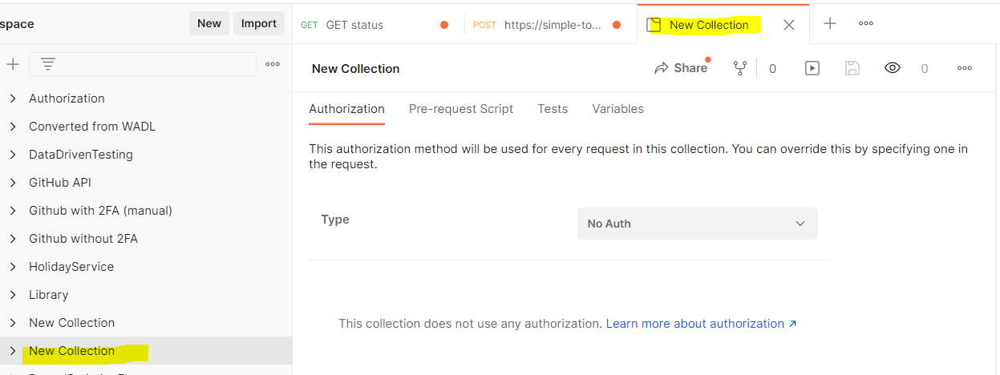 space
New
Import
GET GET status
POST https://simple-to...
New Collection
Authorization
Converted from WADL
DataDrivenTesting
GitHub API
Github with 2FA (manual)
Github without 2FA
HolidayService
Library
New Collection
New Collection
New Collection
Share
0
0
Authorization Pre-request Script Tests Variables
This authorization method will be used for every request in this collection. You can override this by specifying one in
the request.
Type
No Auth
This collection does not use any authorization. Learn more about authorization ↗